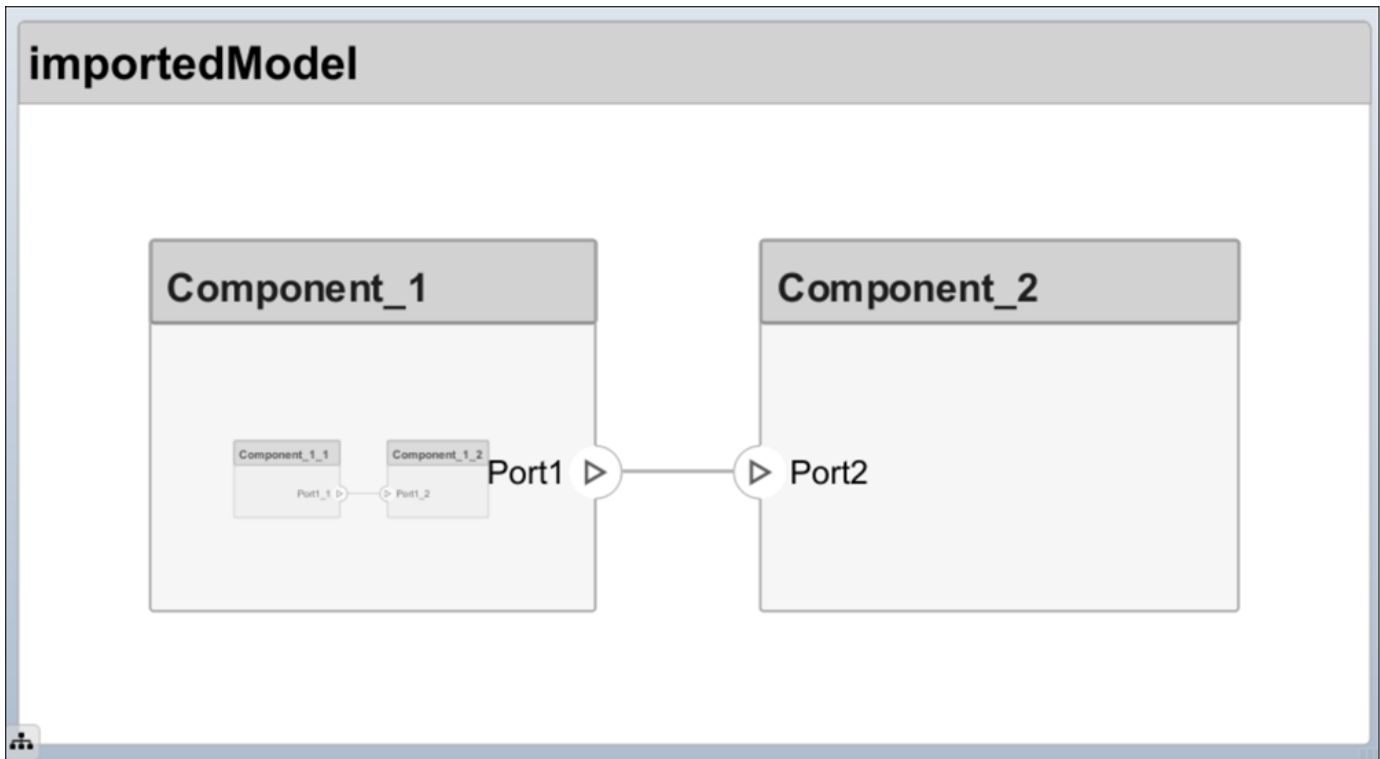 importedModel
Component_1
Component_2
Component_1_1
Component_1_2
Port1
Port2
Port1_1
Port1_2